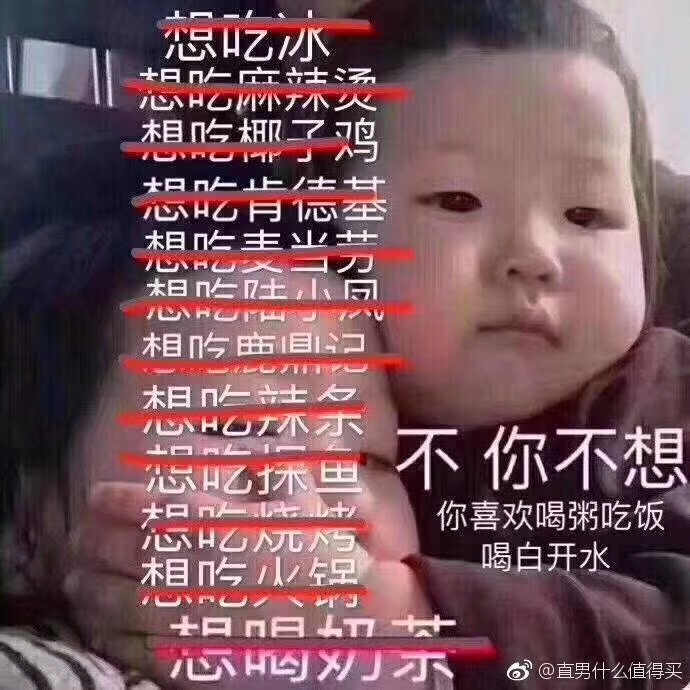 想吃冰
想吃麻辣烫
想吃椰子鸡
想吃肯德基
想吃麦当劳
想吃陆小凤
想吃鹿鼎记
想吃辣条
想吃探鱼
想吃烧烤
想吃火锅
想喝奶茶
不 你不想
你喜欢喝粥吃饭
喝白开水
@直男什么值得买